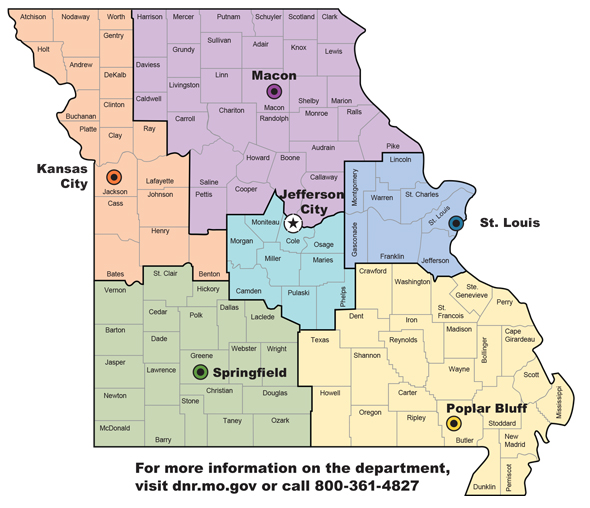 Atchison Nodaway Worth Harrison Mercer Putnam Schuyler Scotland Clark
Gentry
Holt
Sullivan
Adair
Knox
Lewis
Grundy
Andrew
Daviess
DeKalb
Linn
Macon
Livingston
Caldwell
Clinton
Shelby
Marion
Macon
Chariton
Randolph
Monroe
Ralls
Buchanan
Carroll
Platte
Clay
Ray
Audrain
Pike
Howard
Boone
Lincoln
Kansas
City
Lafayette
Saline
Callaway
Montgomery
Jackson
Johnson
Pettis
Cooper
Jefferson
City
Warren
St. Charles
Cass
St. Louis
St. Louis
Moniteau
Henry
Morgan
Cole
Osage
Gasconade
Miller
Maries
Franklin
Jefferson
Bates
Benton
St. Clair
Crawford
Washington
Ste.
Genevieve
Vernon
Hickory
Camden
Pulaski
Phelps
Perry
Cedar
Polk
Dallas
Laclede
Dent
St.
Francois
Iron
Madison
Cape
Girardeau
Barton
Dade
Texas
Reynolds
Bollinger
Greene
Webster
Wright
Shannon
Jasper
Lawrence
Springfield
Wayne
Scott
Newton
Christian
Douglas
Howell
Carter
Mississippi
Stone
Oregon
Ripley
Poplar Bluff
Stoddard
McDonald
Barry
Taney
Ozark
Butler
New
Madrid
Dunklin
Pemiscot
For more information on the department,
visit dnr.mo.gov or call 800-361-4827